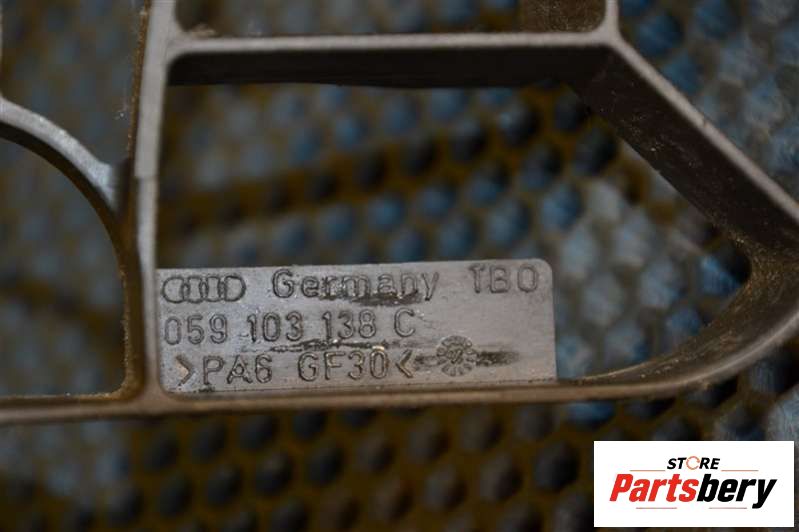 Germany TBO
059 103 138 C
>PA6 GF30<
STORE
Partsbery